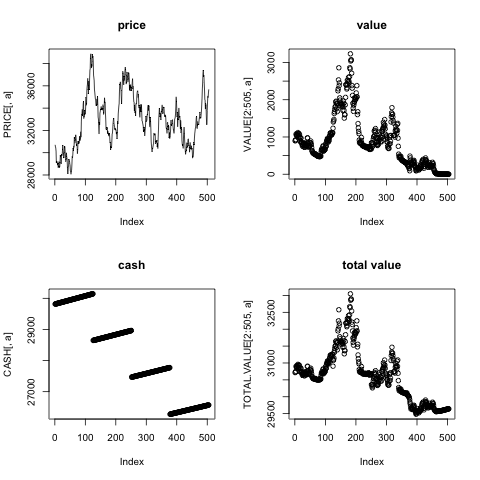 price
PRICE[, a]
28000 32000 36000
0 100 200 300 400 500
Index
value
VALUE[2:505, a]
0 1000 2000 3000
0 100 200 300 400 500
Index
cash
CASH[, a]
27000 29000
0 100 200 300 400 500
Index
total value
TOTAL.VALUE[2:505, a]
29500 31000 32500
0 100 200 300 400 500
Index